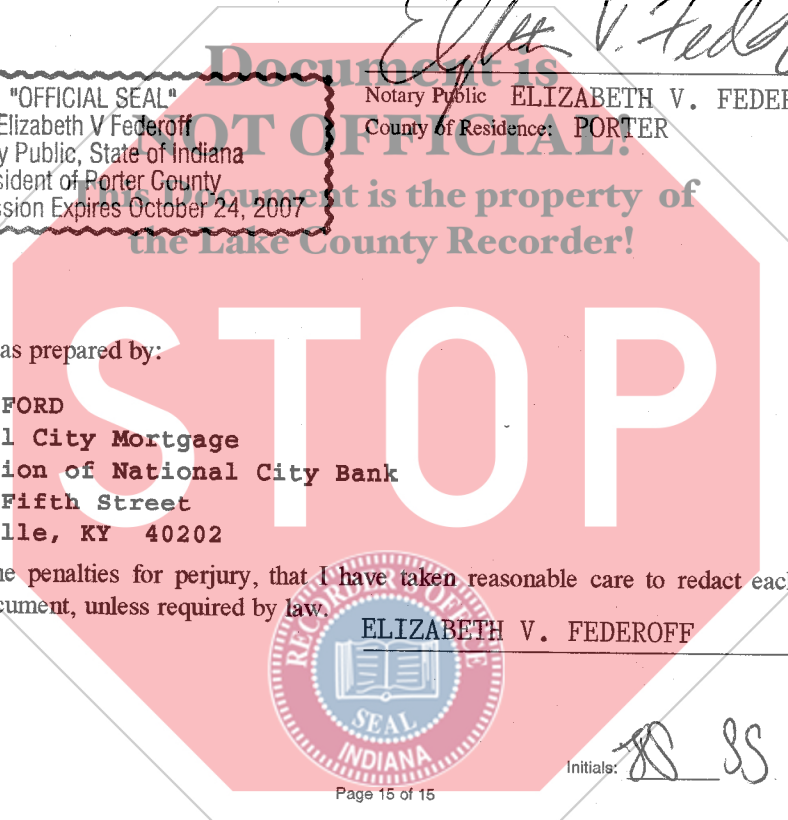 Document is
"OFFICIAL SEAL"
Elizabeth V Federoff
y Public, State of Indiana
sident of Porter County
ssion Expires October 24, 2007
Notary Public ELIZABETH V. FEDER
County of Residence: PORTER
NOT OFFICIAL!
This Document is the property of
the Lake County Recorder!
STOP
as prepared by:
FORD
l City Mortgage
ion of National City Bank
Fifth Street
lle, KY 40202
he penalties for perjury, that I have taken reasonable care to redact eac
cument, unless required by law.
ELIZABETH V. FEDEROFF
RECORDER'S OFFICE
SEAL
INDIANA
Initials:
Page 15 of 15